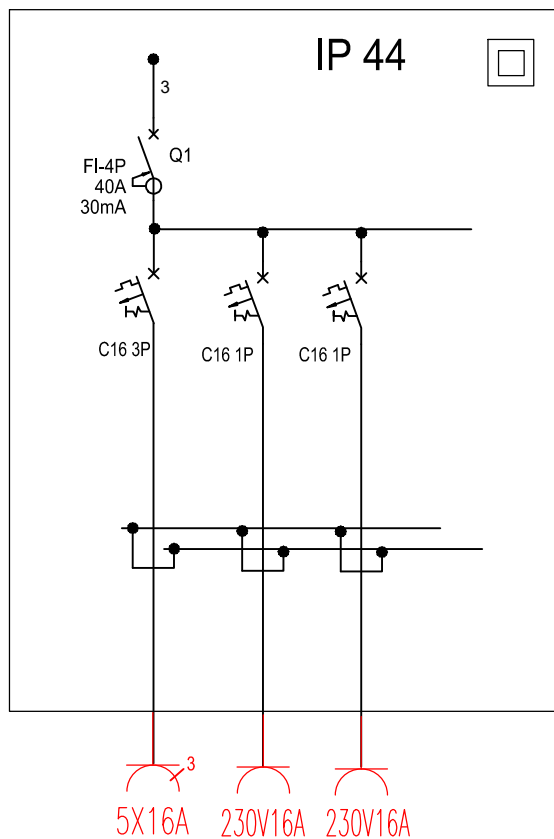 IP 44
3
Q1
FI-4P
40A
30mA
C16 3P
C16 1P
C16 1P
3
5X16A
230V16A
230V16A